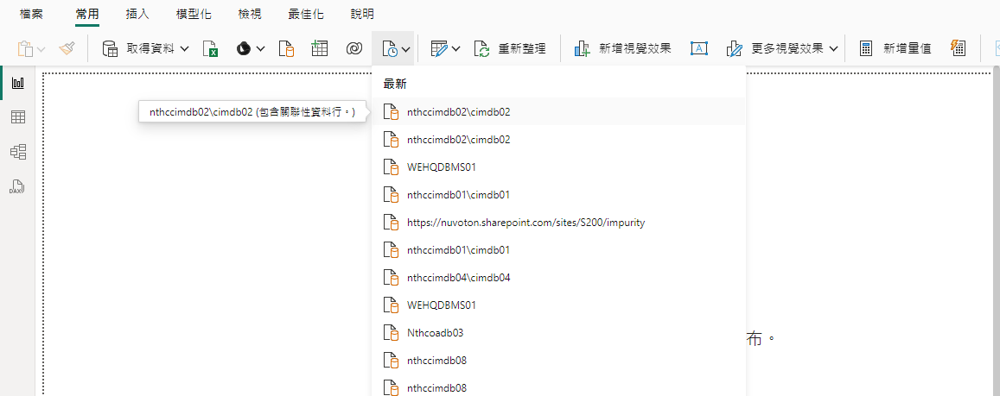 檔案 常用 插入 模型化 檢視 最佳化 說明
取得資料 重新整理 新增視覺效果 更多視覺效果 新增量值
最新
nthccimdb02\cimdb02 (包含關聯性資料行。)
nthccimdb02\cimdb02
nthccimdb02\cimdb02
WEHQDBMS01
nthccimdb01\cimdb01
https://nuvoton.sharepoint.com/sites/S200/impurity
nthccimdb01\cimdb01
nthccimdb04\cimdb04
WEHQDBMS01
Nthcoadb03
布。
nthccimdb08
nthccimdb08
DAX